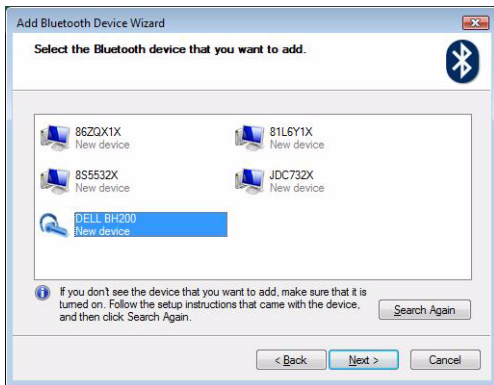 Add Bluetooth Device Wizard
Select the Bluetooth device that you want to add.
86ZQX1X
New device
81L6Y1X
New device
8S5532X
New device
JDC732X
New device
DELL BH200
New device
If you don't see the device that you want to add, make sure that it is
turned on. Follow the setup instructions that came with the device,
and then click Search Again.
Search Again
< Back
Next >
Cancel